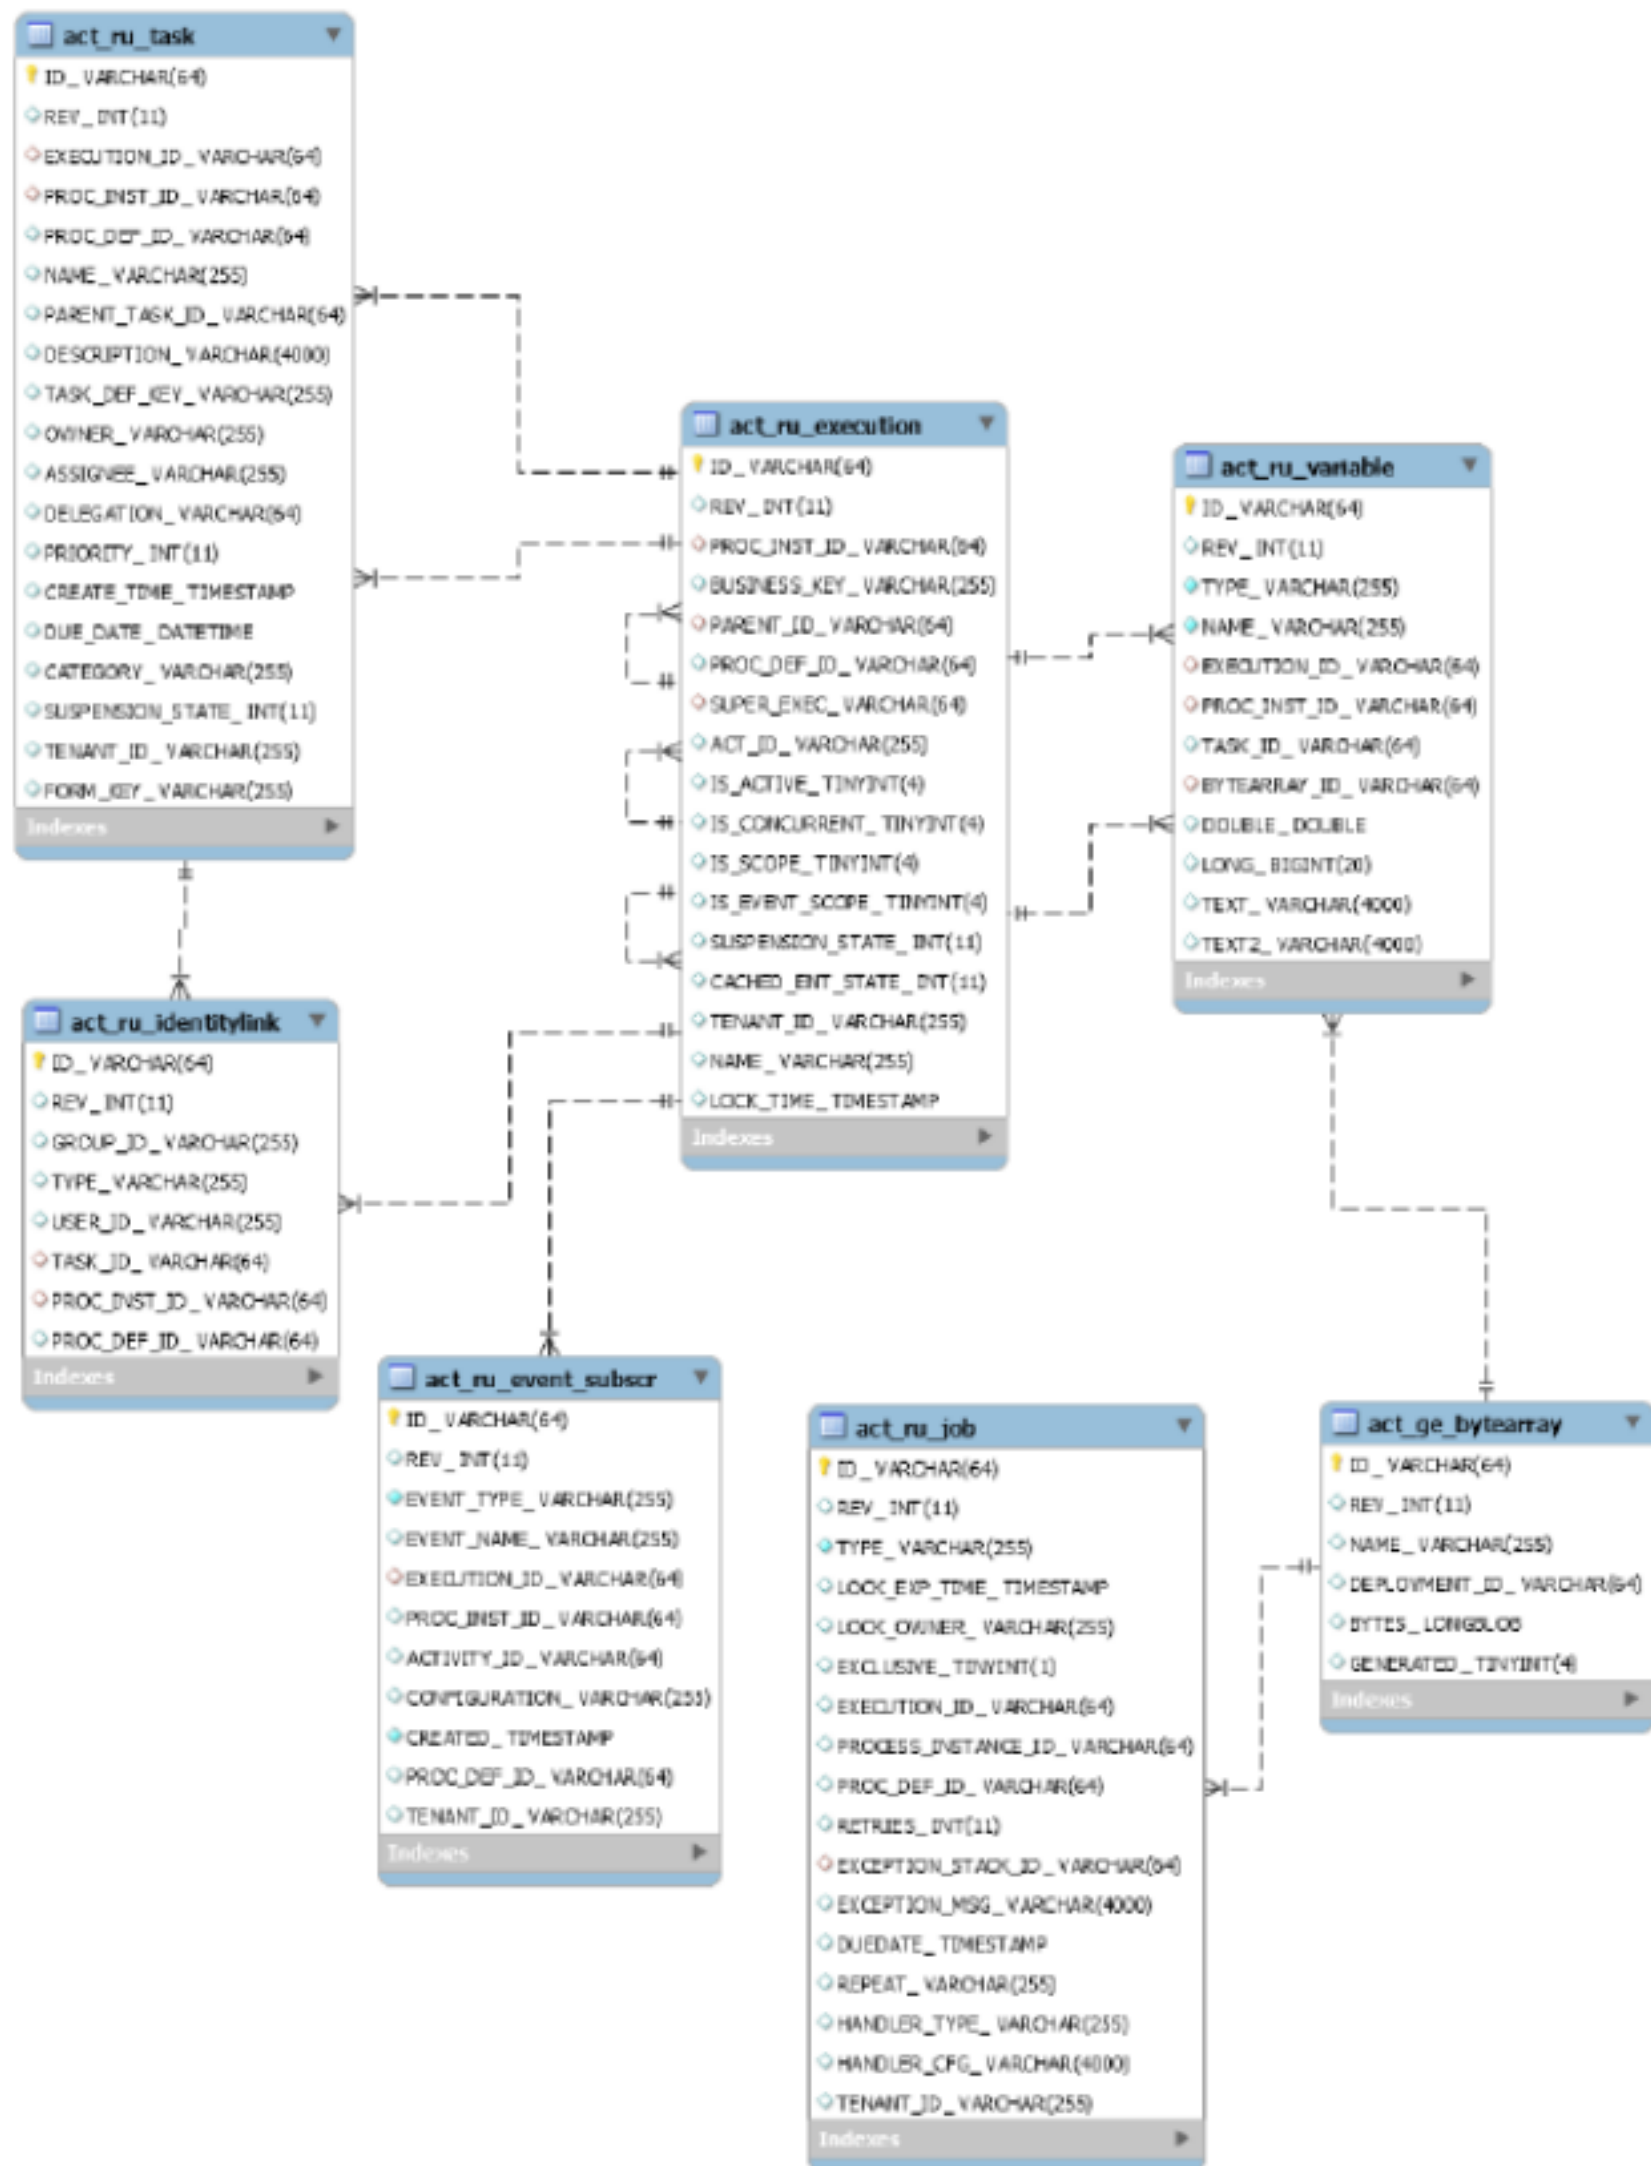 act_ru_task
ID_ VARCHAR(64)
REV_ INT(11)
EXECUTION_ID_ VARCHAR(64)
PROC_INST_ID_ VARCHAR(64)
PROC_DEF_ID_ VARCHAR(64)
NAME_ VARCHAR(255)
PARENT_TASK_ID_ VARCHAR(64)
DESCRIPTION_ VARCHAR(4000)
TASK_DEF_KEY_ VARCHAR(255)
OWNER_ VARCHAR(255)
ASSIGNEE_ VARCHAR(255)
DELEGATION_ VARCHAR(64)
PRIORITY_ INT(11)
CREATE_TIME_ TIMESTAMP
DUE_DATE_ DATETIME
CATEGORY_ VARCHAR(255)
SUSPENSION_STATE_ INT(11)
TENANT_ID_ VARCHAR(255)
FORM_KEY_ VARCHAR(255)
Indexes
act_ru_execution
ID_ VARCHAR(64)
REV_ INT(11)
PROC_INST_ID_ VARCHAR(64)
BUSINESS_KEY_ VARCHAR(255)
PARENT_ID_ VARCHAR(64)
PROC_DEF_ID_ VARCHAR(64)
SUPER_EXEC_ VARCHAR(64)
ACT_ID_ VARCHAR(255)
IS_ACTIVE_ TINYINT(4)
IS_CONCURRENT_ TINYINT(4)
IS_SCOPE_ TINYINT(4)
IS_EVENT_SCOPE_ TINYINT(4)
SUSPENSION_STATE_ INT(11)
CACHED_ENT_STATE_ INT(11)
TENANT_ID_ VARCHAR(255)
NAME_ VARCHAR(255)
LOCK_TIME_ TIMESTAMP
Indexes
act_ru_variable
ID_ VARCHAR(64)
REV_ INT(11)
TYPE_ VARCHAR(255)
NAME_ VARCHAR(255)
EXECUTION_ID_ VARCHAR(64)
PROC_INST_ID_ VARCHAR(64)
TASK_ID_ VARCHAR(64)
BYTEARRAY_ID_ VARCHAR(64)
DOUBLE_ DOUBLE
LONG_ BIGINT(20)
TEXT_ VARCHAR(4000)
TEXT2_ VARCHAR(4000)
Indexes
act_ru_identitylink
ID_ VARCHAR(64)
REV_ INT(11)
GROUP_ID_ VARCHAR(255)
TYPE_ VARCHAR(255)
USER_ID_ VARCHAR(255)
TASK_ID_ VARCHAR(64)
PROC_INST_ID_ VARCHAR(64)
PROC_DEF_ID_ VARCHAR(64)
Indexes
act_ru_event_subscr
ID_ VARCHAR(64)
REV_ INT(11)
EVENT_TYPE_ VARCHAR(255)
EVENT_NAME_ VARCHAR(255)
EXECUTION_ID_ VARCHAR(64)
PROC_INST_ID_ VARCHAR(64)
ACTIVITY_ID_ VARCHAR(64)
CONFIGURATION_ VARCHAR(255)
CREATED_ TIMESTAMP
PROC_DEF_ID_ VARCHAR(64)
TENANT_ID_ VARCHAR(255)
Indexes
act_ru_job
ID_ VARCHAR(64)
REV_ INT(11)
TYPE_ VARCHAR(255)
LOCK_EXP_TIME_ TIMESTAMP
LOCK_OWNER_ VARCHAR(255)
EXCLUSIVE_ TINYINT(1)
EXECUTION_ID_ VARCHAR(64)
PROCESS_INSTANCE_ID_ VARCHAR(64)
PROC_DEF_ID_ VARCHAR(64)
RETRIES_ INT(11)
EXCEPTION_STACK_ID_ VARCHAR(64)
EXCEPTION_MSG_ VARCHAR(4000)
DUEDATE_ TIMESTAMP
REPEAT_ VARCHAR(255)
HANDLER_TYPE_ VARCHAR(255)
HANDLER_CFG_ VARCHAR(4000)
TENANT_ID_ VARCHAR(255)
Indexes
act_ge_bytearray
ID_ VARCHAR(64)
REV_ INT(11)
NAME_ VARCHAR(255)
DEPLOYMENT_ID_ VARCHAR(64)
BYTES_ LONGBLOB
GENERATED_ TINYINT(4)
Indexes